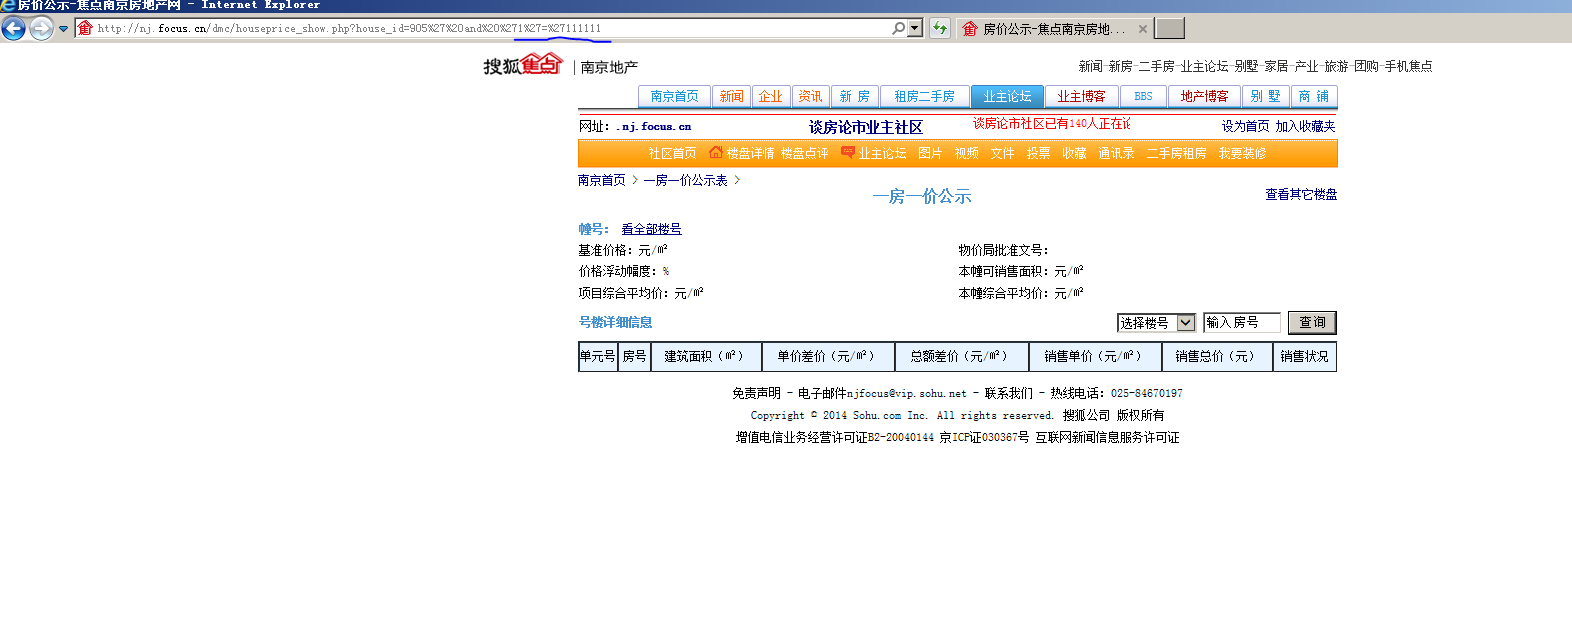 房价公示-焦点南京房地产网 - Internet Explorer
http://nj.focus.cn/dmc/houseprice_show.php?house_id=905%27%20and%20%271%27=%27111111
房价公示-焦点南京房地...
搜狐焦点 | 南京地产
新闻-新房-二手房-业主论坛-别墅-家居-产业-旅游-团购-手机焦点
南京首页 新闻 企业 资讯 新 房 租房二手房 业主论坛 业主博客 BBS 地产博客 别 墅 商 铺
网址: .nj.focus.cn 谈房论市业主社区 谈房论市社区已有140人正在论 设为首页 加入收藏夹
社区首页 楼盘详情 楼盘点评 业主论坛 图片 视频 文件 投票 收藏 通讯录 二手房租房 我要装修
南京首页 > 一房一价公示表 >
一房一价公示
查看其它楼盘
幢号: 看全部楼号
基准价格: 元/㎡ 物价局批准文号:
价格浮动幅度: % 本幢可销售面积: 元/㎡
项目综合平均价: 元/㎡ 本幢综合平均价: 元/㎡
号楼详细信息 选择楼号 输入房号 查询
单元号 房号 建筑面积（㎡） 单价差价（元/㎡） 总额差价（元/㎡） 销售单价（元/㎡） 销售总价（元） 销售状况
免责声明 - 电子邮件njfocus@vip.sohu.net - 联系我们 - 热线电话: 025-84670197
Copyright © 2014 Sohu.com Inc. All rights reserved. 搜狐公司 版权所有
增值电信业务经营许可证B2-20040144 京ICP证030367号 互联网新闻信息服务许可证